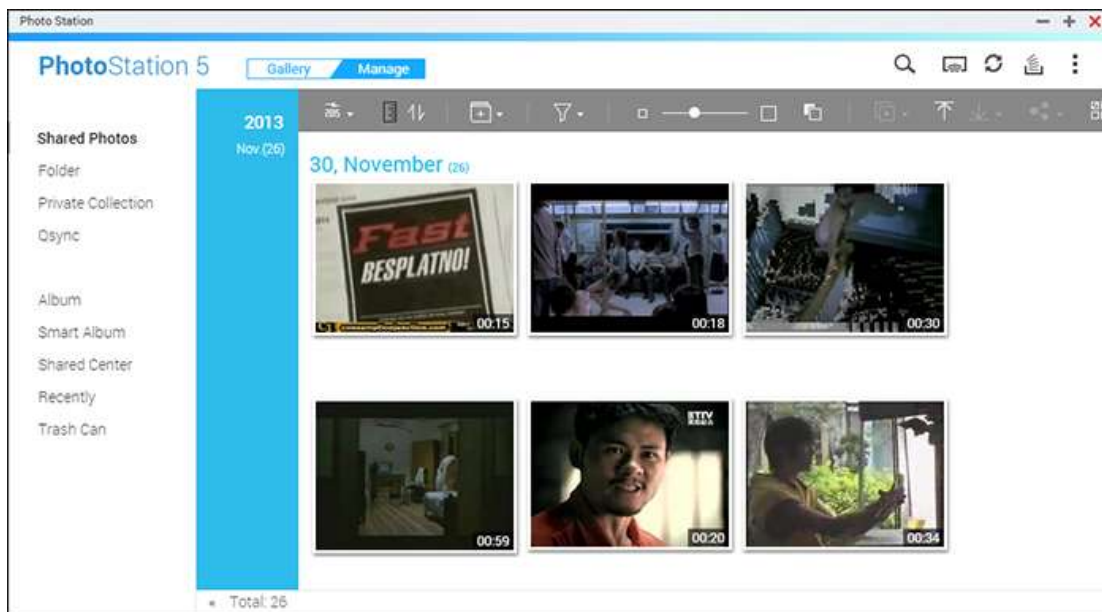 Photo Station
PhotoStation 5
Gallery
Manage
Shared Photos
Folder
Private Collection
Qsync
Album
Smart Album
Shared Center
Recently
Trash Can
2013
Nov.(26)
30, November (26)
Fast
BESPLATNO!
00:15
00:18
00:30
00:59
ETTV
00:20
00:34
Total: 26